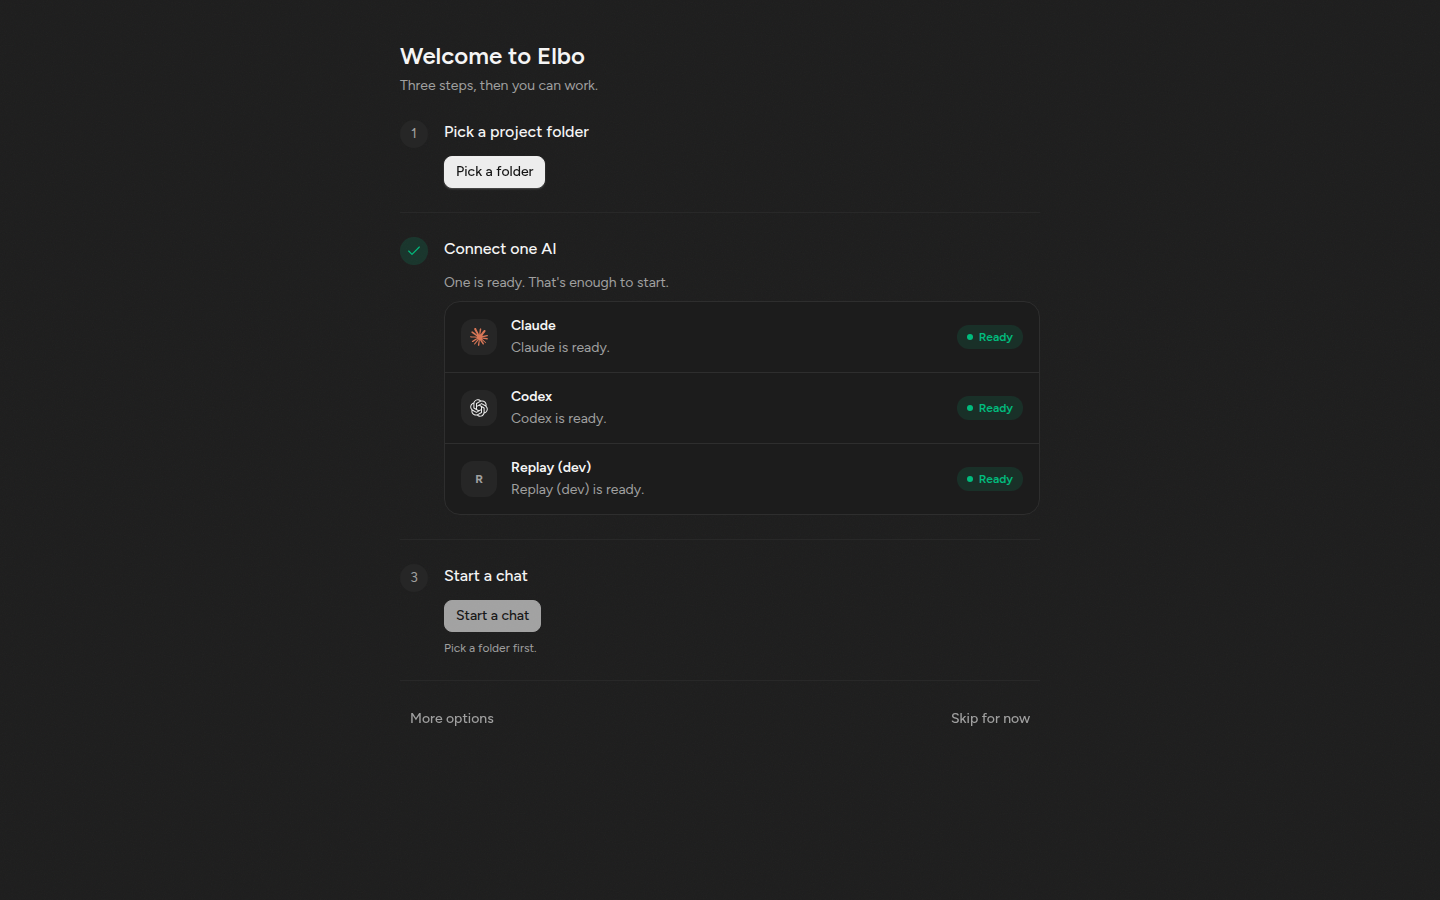 Welcome to Elbo
Three steps, then you can work.
1
Pick a project folder
Pick a folder
Connect one AI
One is ready. That's enough to start.
Claude
Claude is ready.
Ready
Codex
Codex is ready.
Ready
R
Replay (dev)
Replay (dev) is ready.
Ready
3
Start a chat
Start a chat
Pick a folder first.
More options
Skip for now